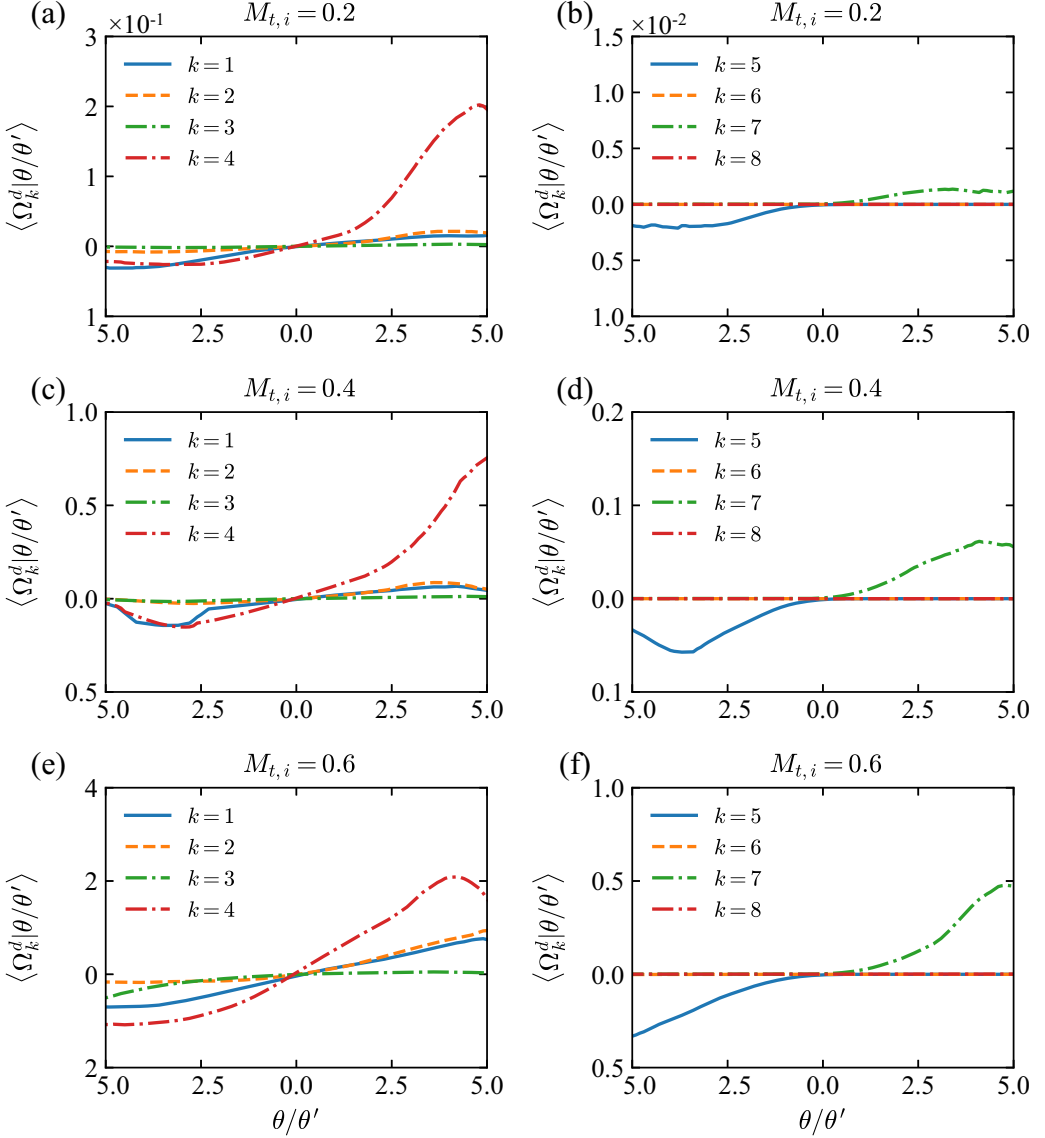 (a)
×10⁻¹
M_{t, i} = 0.2
3
2
1
0
1
5.0 2.5 0.0 2.5 5.0
⟨Ω_k^d|θ/θ′⟩
k = 1
k = 2
k = 3
k = 4
(b)
×10⁻²
M_{t, i} = 0.2
1.5
1.0
0.5
0.0
0.5
1.0
5.0 2.5 0.0 2.5 5.0
⟨Ω_k^d|θ/θ′⟩
k = 5
k = 6
k = 7
k = 8
(c)
M_{t, i} = 0.4
1.0
0.5
0.0
0.5
5.0 2.5 0.0 2.5 5.0
⟨Ω_k^d|θ/θ′⟩
k = 1
k = 2
k = 3
k = 4
(d)
M_{t, i} = 0.4
0.2
0.1
0.0
0.1
5.0 2.5 0.0 2.5 5.0
⟨Ω_k^d|θ/θ′⟩
k = 5
k = 6
k = 7
k = 8
(e)
M_{t, i} = 0.6
4
2
0
2
5.0 2.5 0.0 2.5 5.0
⟨Ω_k^d|θ/θ′⟩
k = 1
k = 2
k = 3
k = 4
θ/θ′
(f)
M_{t, i} = 0.6
1.0
0.5
0.0
0.5
5.0 2.5 0.0 2.5 5.0
⟨Ω_k^d|θ/θ′⟩
k = 5
k = 6
k = 7
k = 8
θ/θ′